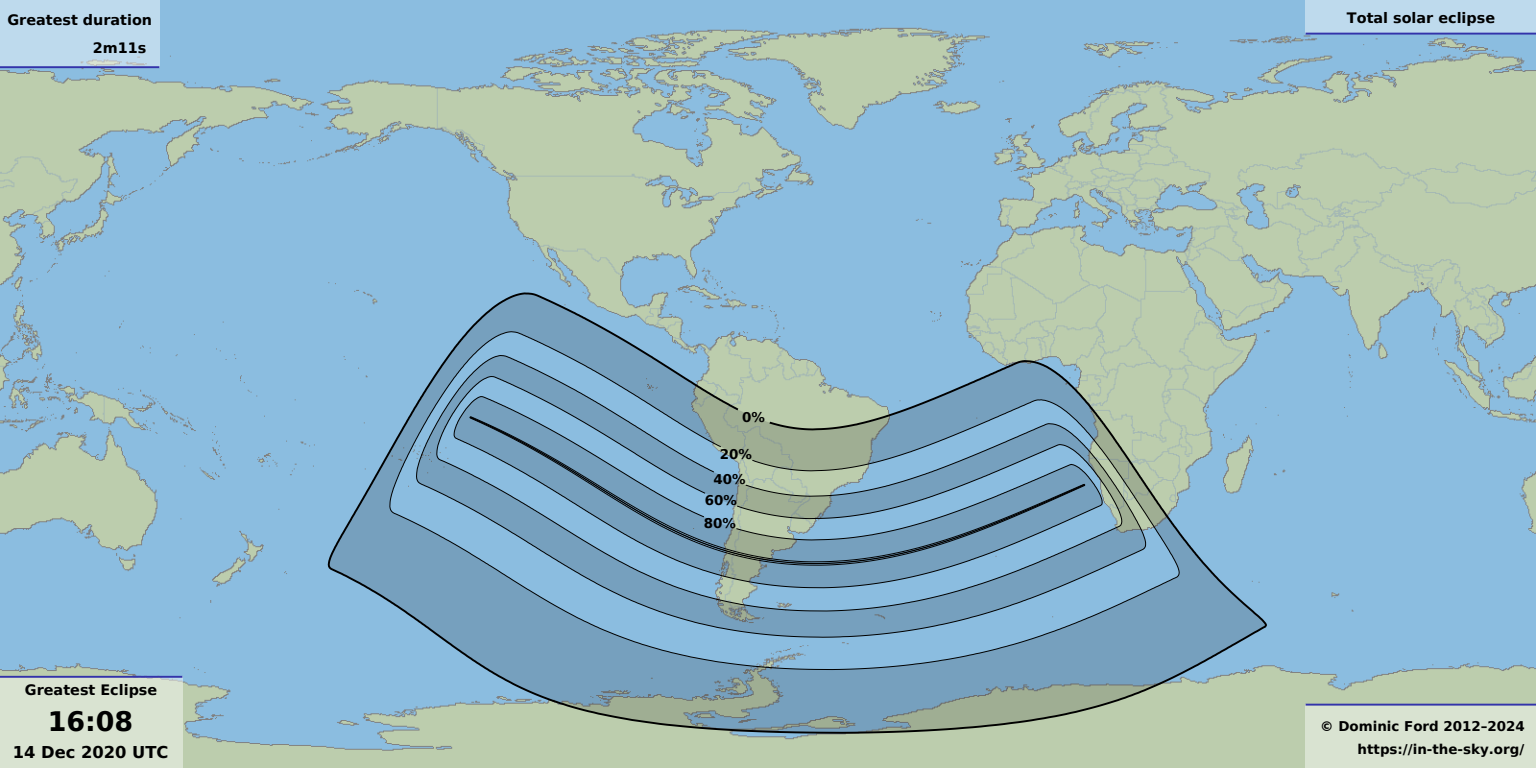 Greatest duration
2m11s
Total solar eclipse
0%
20%
40%
60%
80%
Greatest Eclipse
16:08
14 Dec 2020 UTC
© Dominic Ford 2012–2024
https://in-the-sky.org/